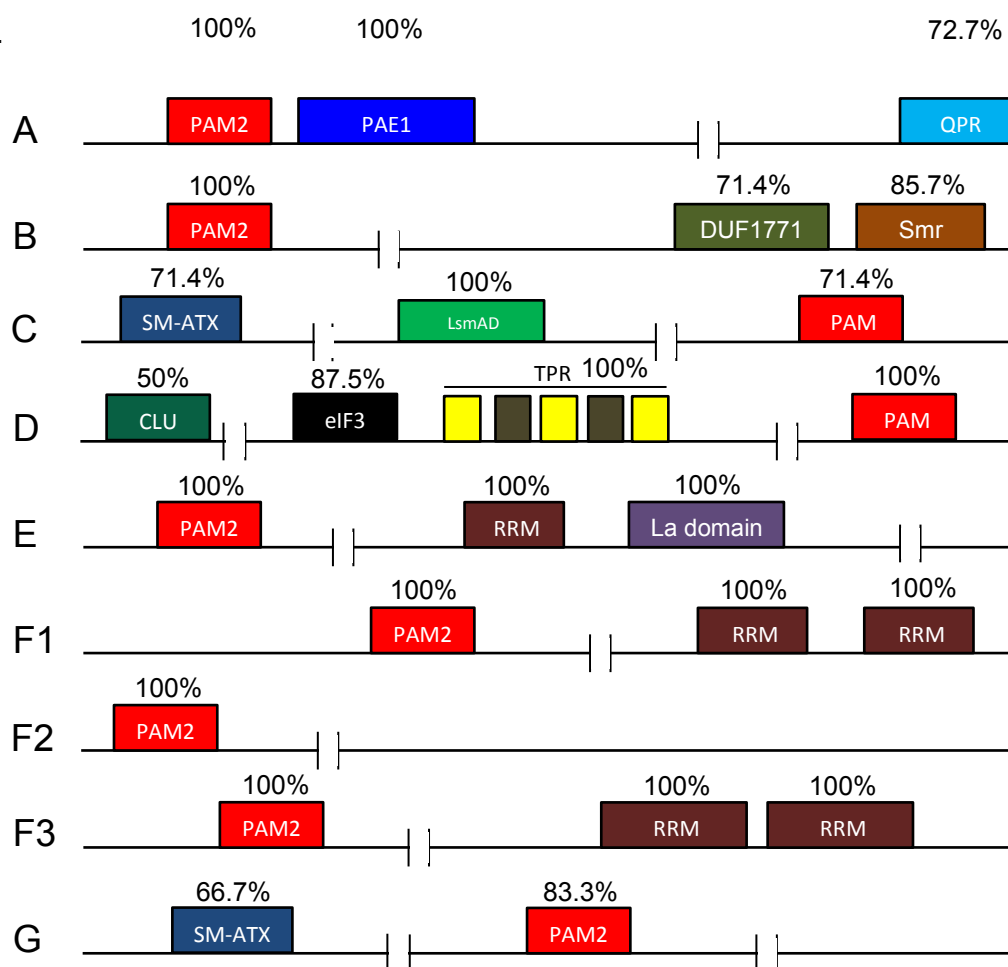 100% 100% 72.7%
A PAM2 PAE1 QPR
100% 71.4% 85.7%
B PAM2 DUF1771 Smr
71.4% 100% 71.4%
C SM-ATX LsmAD PAM
50% 87.5% TPR 100% 100%
D CLU eIF3 PAM
100% 100% 100%
E PAM2 RRM La domain
100% 100% 100%
F1 PAM2 RRM RRM
100%
F2 PAM2
100% 100% 100%
F3 PAM2 RRM RRM
66.7% 83.3%
G SM-ATX PAM2